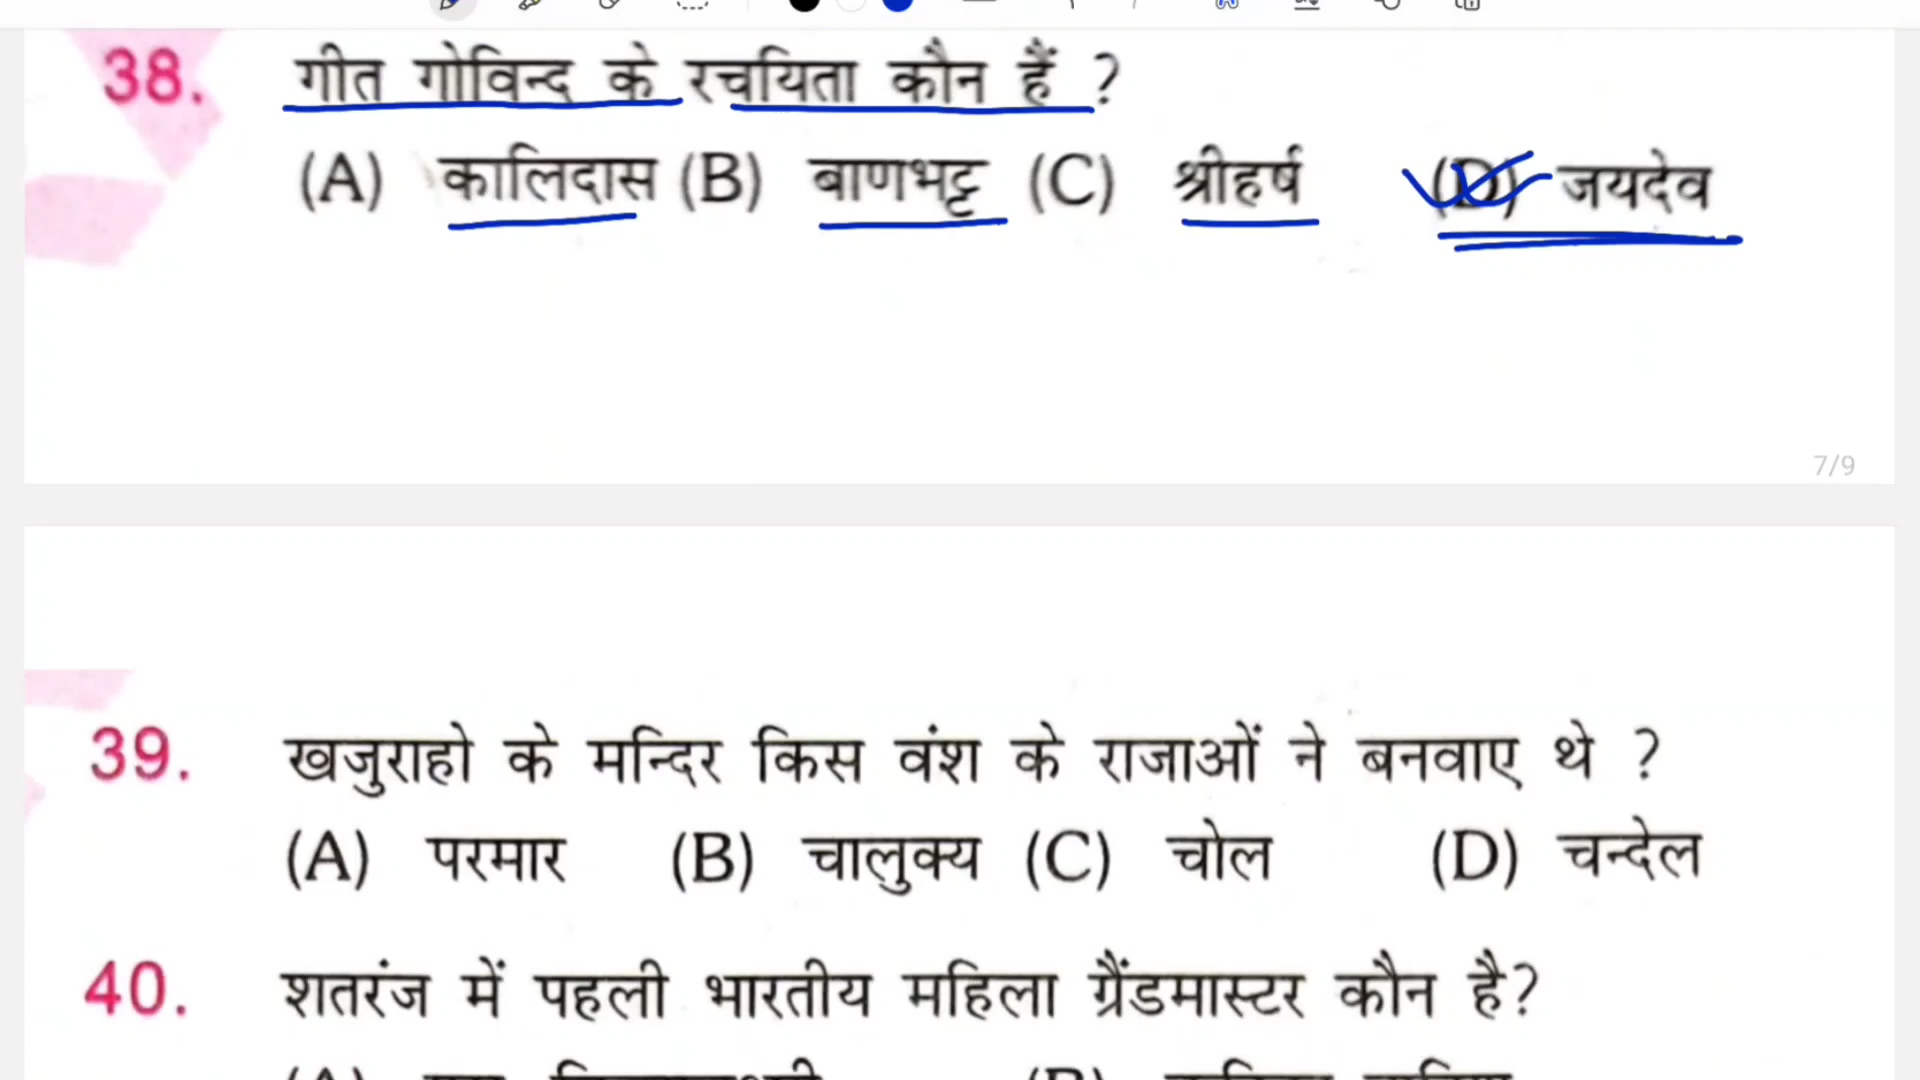 38. गीत गोविन्द के रचयिता कौन हैं ?
(A) कालिदास (B) बाणभट्ट (C) श्रीहर्ष (D) जयदेव
7/9
39. खजुराहो के मन्दिर किस वंश के राजाओं ने बनवाए थे ?
(A) परमार (B) चालुक्य (C) चोल (D) चन्देल
40. शतरंज में पहली भारतीय महिला ग्रैंडमास्टर कौन है?